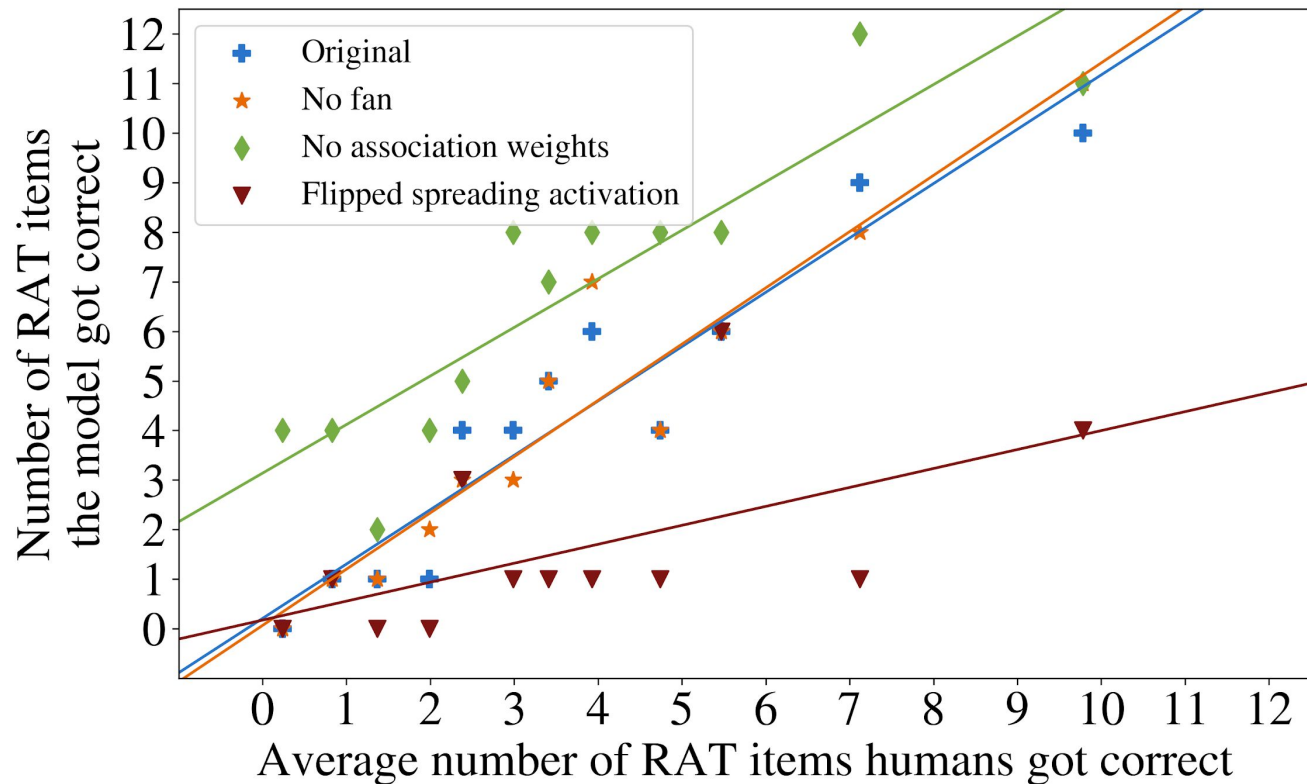 Number of RAT items
the model got correct
12
11
10
9
8
7
6
5
4
3
2
1
0
Original
No fan
No association weights
Flipped spreading activation
0 1 2 3 4 5 6 7 8 9 10 11 12
Average number of RAT items humans got correct